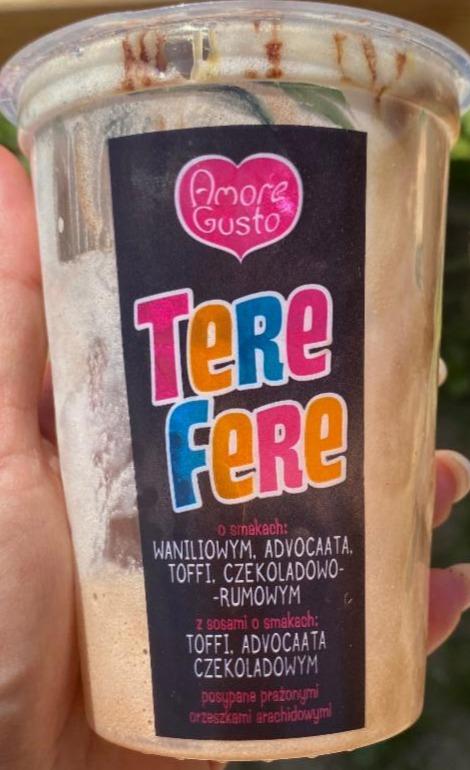 Amore
Gusto
TeRe
FeRe
o smakach:
WANILIOWYM, ADVOCAATA,
TOFFI, CZEKOLADOWO-
-RUMOWYM
z sosami o smakach:
TOFFI, ADVOCAATA
CZEKOLADOWYM
posypane prażonymi
orzeszkami arachidowymi